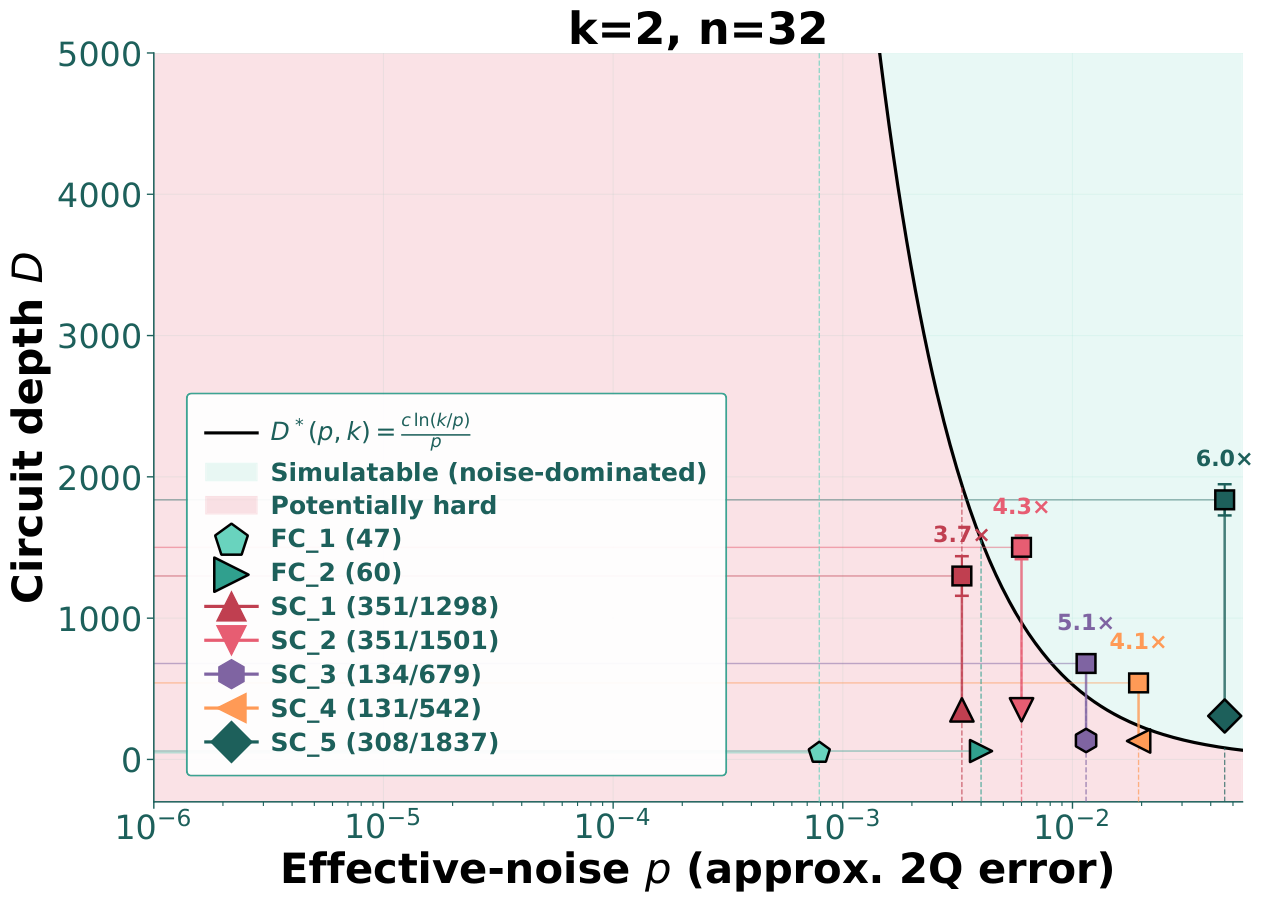 k=2, n=32
5000
4000
3000
2000
1000
0
Circuit depth D
D*(p, k) = c ln(k/p)/p
Simulatable (noise-dominated)
Potentially hard
FC_1 (47)
FC_2 (60)
SC_1 (351/1298)
SC_2 (351/1501)
SC_3 (134/679)
SC_4 (131/542)
SC_5 (308/1837)
3.7×
4.3×
5.1×
4.1×
6.0×
10⁻⁶ 10⁻⁵ 10⁻⁴ 10⁻³ 10⁻²
Effective-noise p (approx. 2Q error)